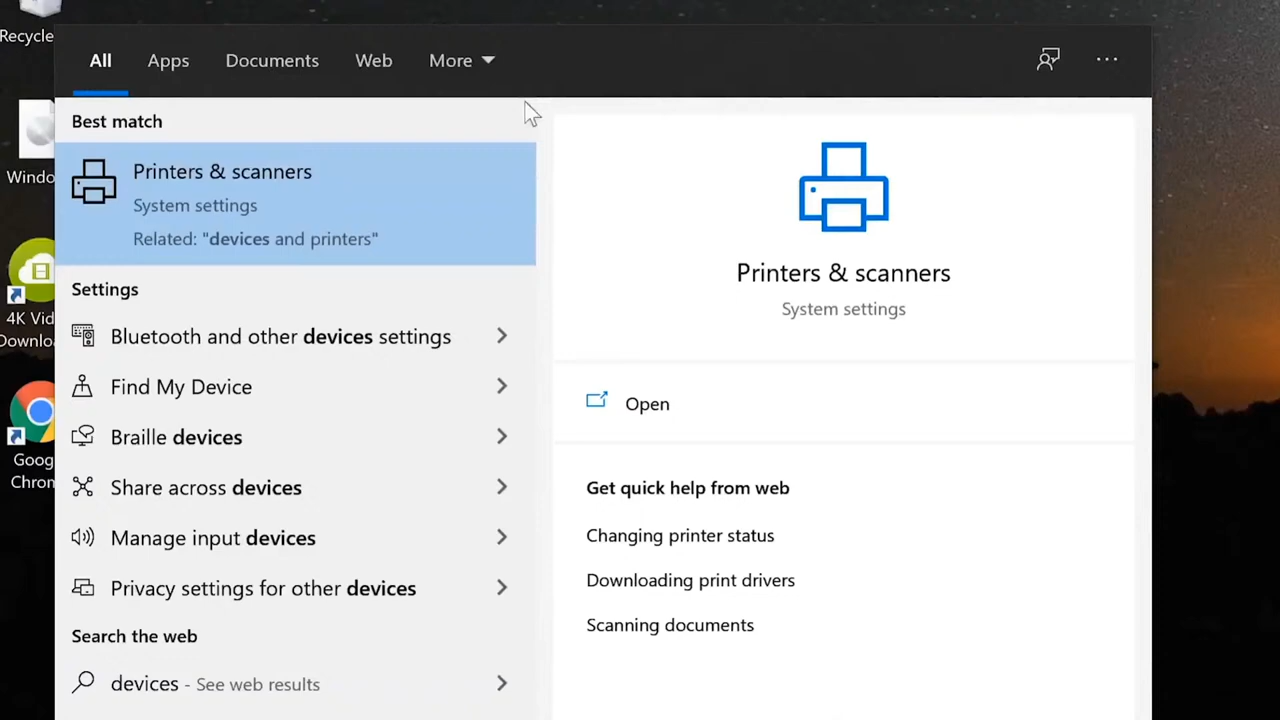 Recycle
All
Apps
Documents
Web
More
Best match
Printers & scanners
System settings
Related: "devices and printers"
Settings
Bluetooth and other devices settings
Find My Device
Braille devices
Share across devices
Manage input devices
Privacy settings for other devices
Search the web
devices - See web results
Printers & scanners
System settings
Open
Get quick help from web
Changing printer status
Downloading print drivers
Scanning documents
Windo
4K Vid
Downlo
Goog
Chrom